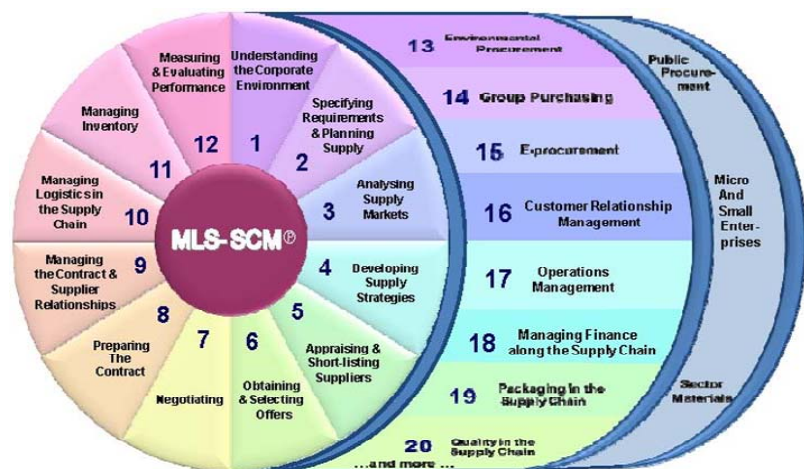 Understanding
the Corporate
Environment
1
Specifying
Requirements
& Planning
Supply
2
Analysing
Supply
Markets
3
Developing
Supply
Strategies
4
Appraising &
Short-listing
Suppliers
5
Obtaining
& Selecting
Offers
6
Negotiating
7
Preparing
The
Contract
8
Managing
the Contract &
Supplier
Relationships
9
Managing
Logistics in
the Supply
Chain
10
Managing
Inventory
11
Measuring
& Evaluating
Performance
12
MLS-SCM®
13 Environmental
Procurement
14 Group Purchasing
15 E-procurement
16 Customer Relationship
Management
17 Operations
Management
18 Managing Finance
along the Supply Chain
19 Packaging in the
Supply Chain
20 Quality in the
Supply Chain
...and more ...
Public
Procure-
ment
Micro
And
Small
Enter-
prises
Sector
Materials